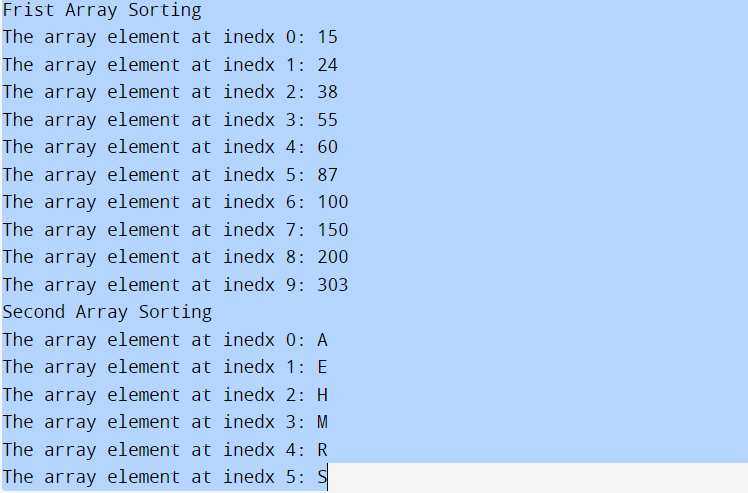 Frist Array Sorting
The array element at inedx 0: 15
The array element at inedx 1: 24
The array element at inedx 2: 38
The array element at inedx 3: 55
The array element at inedx 4: 60
The array element at inedx 5: 87
The array element at inedx 6: 100
The array element at inedx 7: 150
The array element at inedx 8: 200
The array element at inedx 9: 303
Second Array Sorting
The array element at inedx 0: A
The array element at inedx 1: E
The array element at inedx 2: H
The array element at inedx 3: M
The array element at inedx 4: R
The array element at inedx 5: S